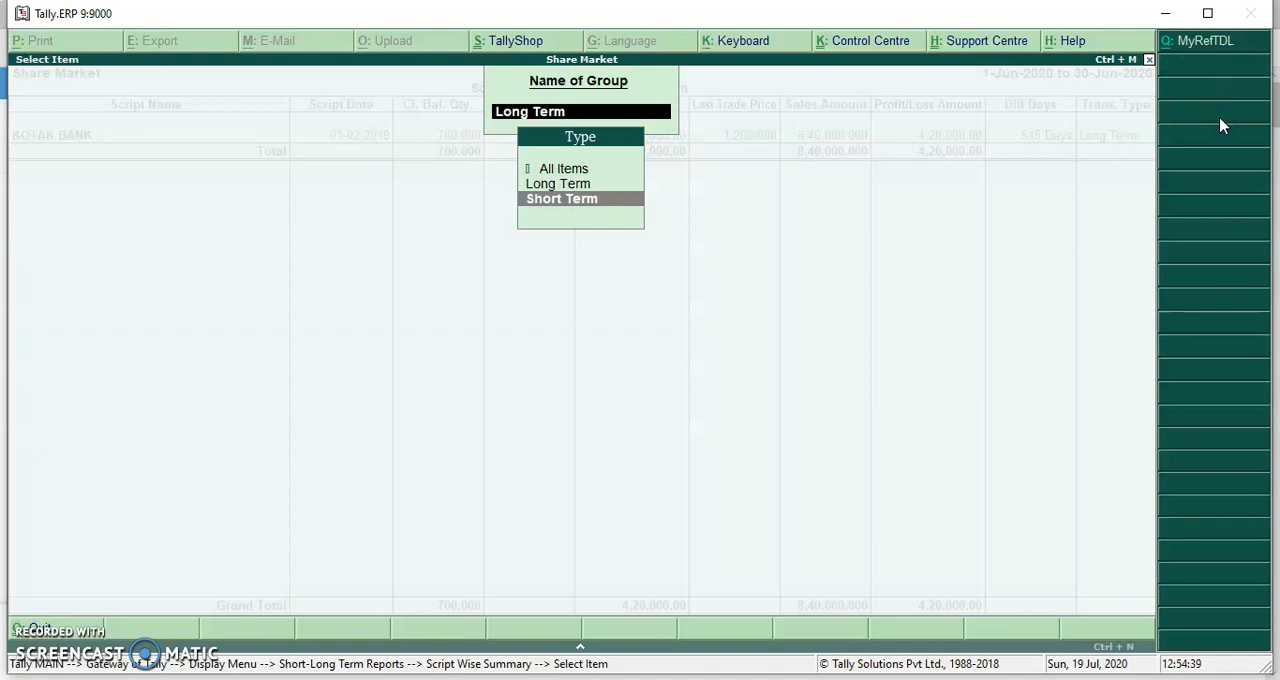 Tally.ERP 9:9000
P: Print E: Export M: E-Mail O: Upload S: TallyShop G: Language K: Keyboard K: Control Centre H: Support Centre H: Help Q: MyRefTDL
Select Item Share Market Ctrl + M
Share Market 1-Jun-2020 to 30-Jun-2020
Name of Group
Script Name Script Date Cl. Bal. Qty. Last Trade Price Sales Amount Profit/Loss Amount Diff Days Trans. Type
Long Term
KOTAK BANK 01-02-2019 700.000 1,200.000 8,40,000.000 4,20,000.00 515 Days Long Term
Type
Total 700.000 8,40,000.000 4,20,000.00
All Items
Long Term
Short Term
Grand Total 700.000 4,20,000.00 8,40,000.000 4,20,000.00
Q: Quit
RECORDED WITH
SCREENCAST MATIC
Ctrl + N
Tally MAIN --> Gateway of Tally --> Display Menu --> Short-Long Term Reports --> Script Wise Summary --> Select Item © Tally Solutions Pvt Ltd., 1988-2018 Sun, 19 Jul, 2020 12:54:39